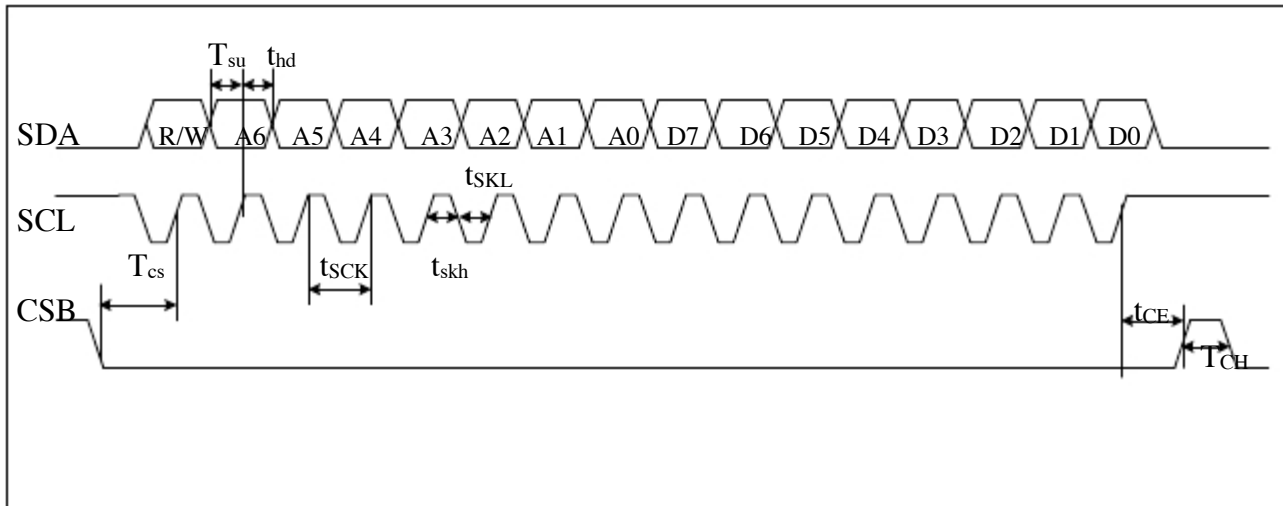 Tsu thd
SDA R/W A6 A5 A4 A3 A2 A1 A0 D7 D6 D5 D4 D3 D2 D1 D0
tSKL
SCL
Tcs tSCK tskh
CSB tCE
TCH